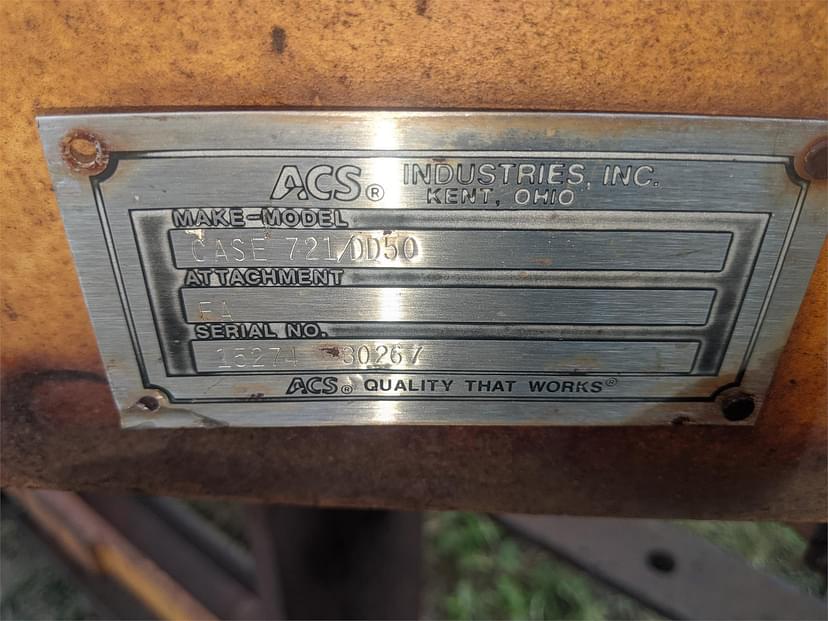 ACS® INDUSTRIES, INC.
KENT, OHIO
MAKE-MODEL
CASE 721/DD50
ATTACHMENT
FA
SERIAL NO.
15274 30267
ACS® QUALITY THAT WORKS®